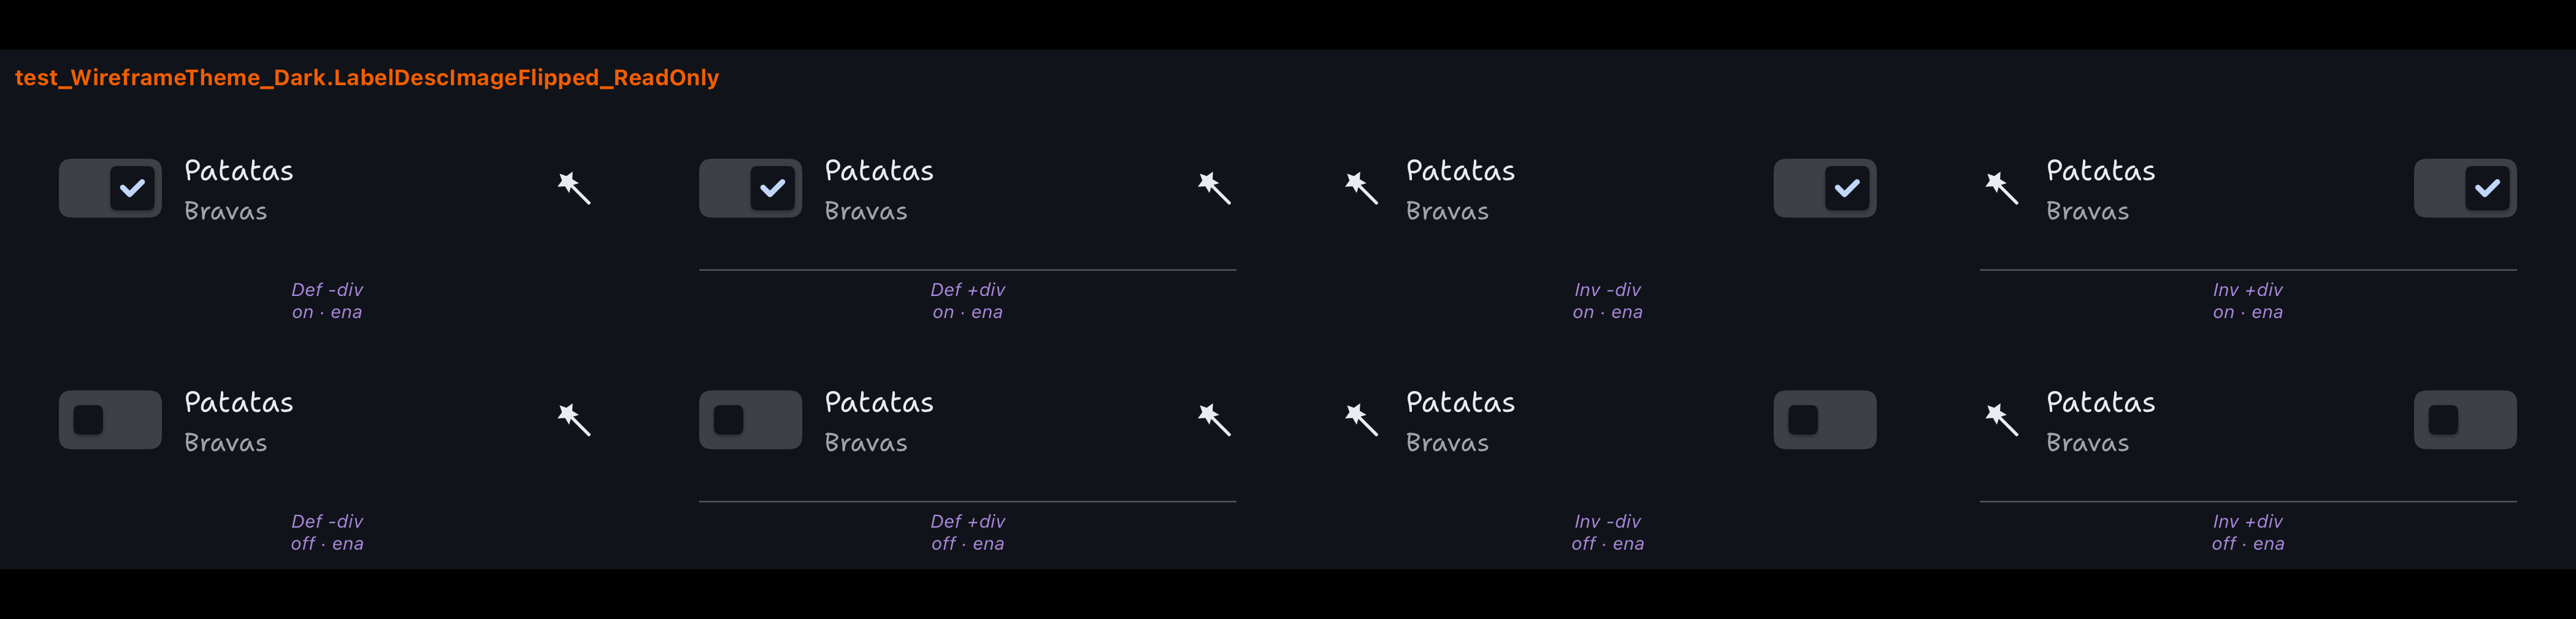 test_WireframeTheme_Dark.LabelDescImageFlipped_ReadOnly
Patatas
Bravas
Def -div
on · ena
Patatas
Bravas
Def +div
on · ena
Patatas
Bravas
Inv -div
on · ena
Patatas
Bravas
Inv +div
on · ena
Patatas
Bravas
Def -div
off · ena
Patatas
Bravas
Def +div
off · ena
Patatas
Bravas
Inv -div
off · ena
Patatas
Bravas
Inv +div
off · ena